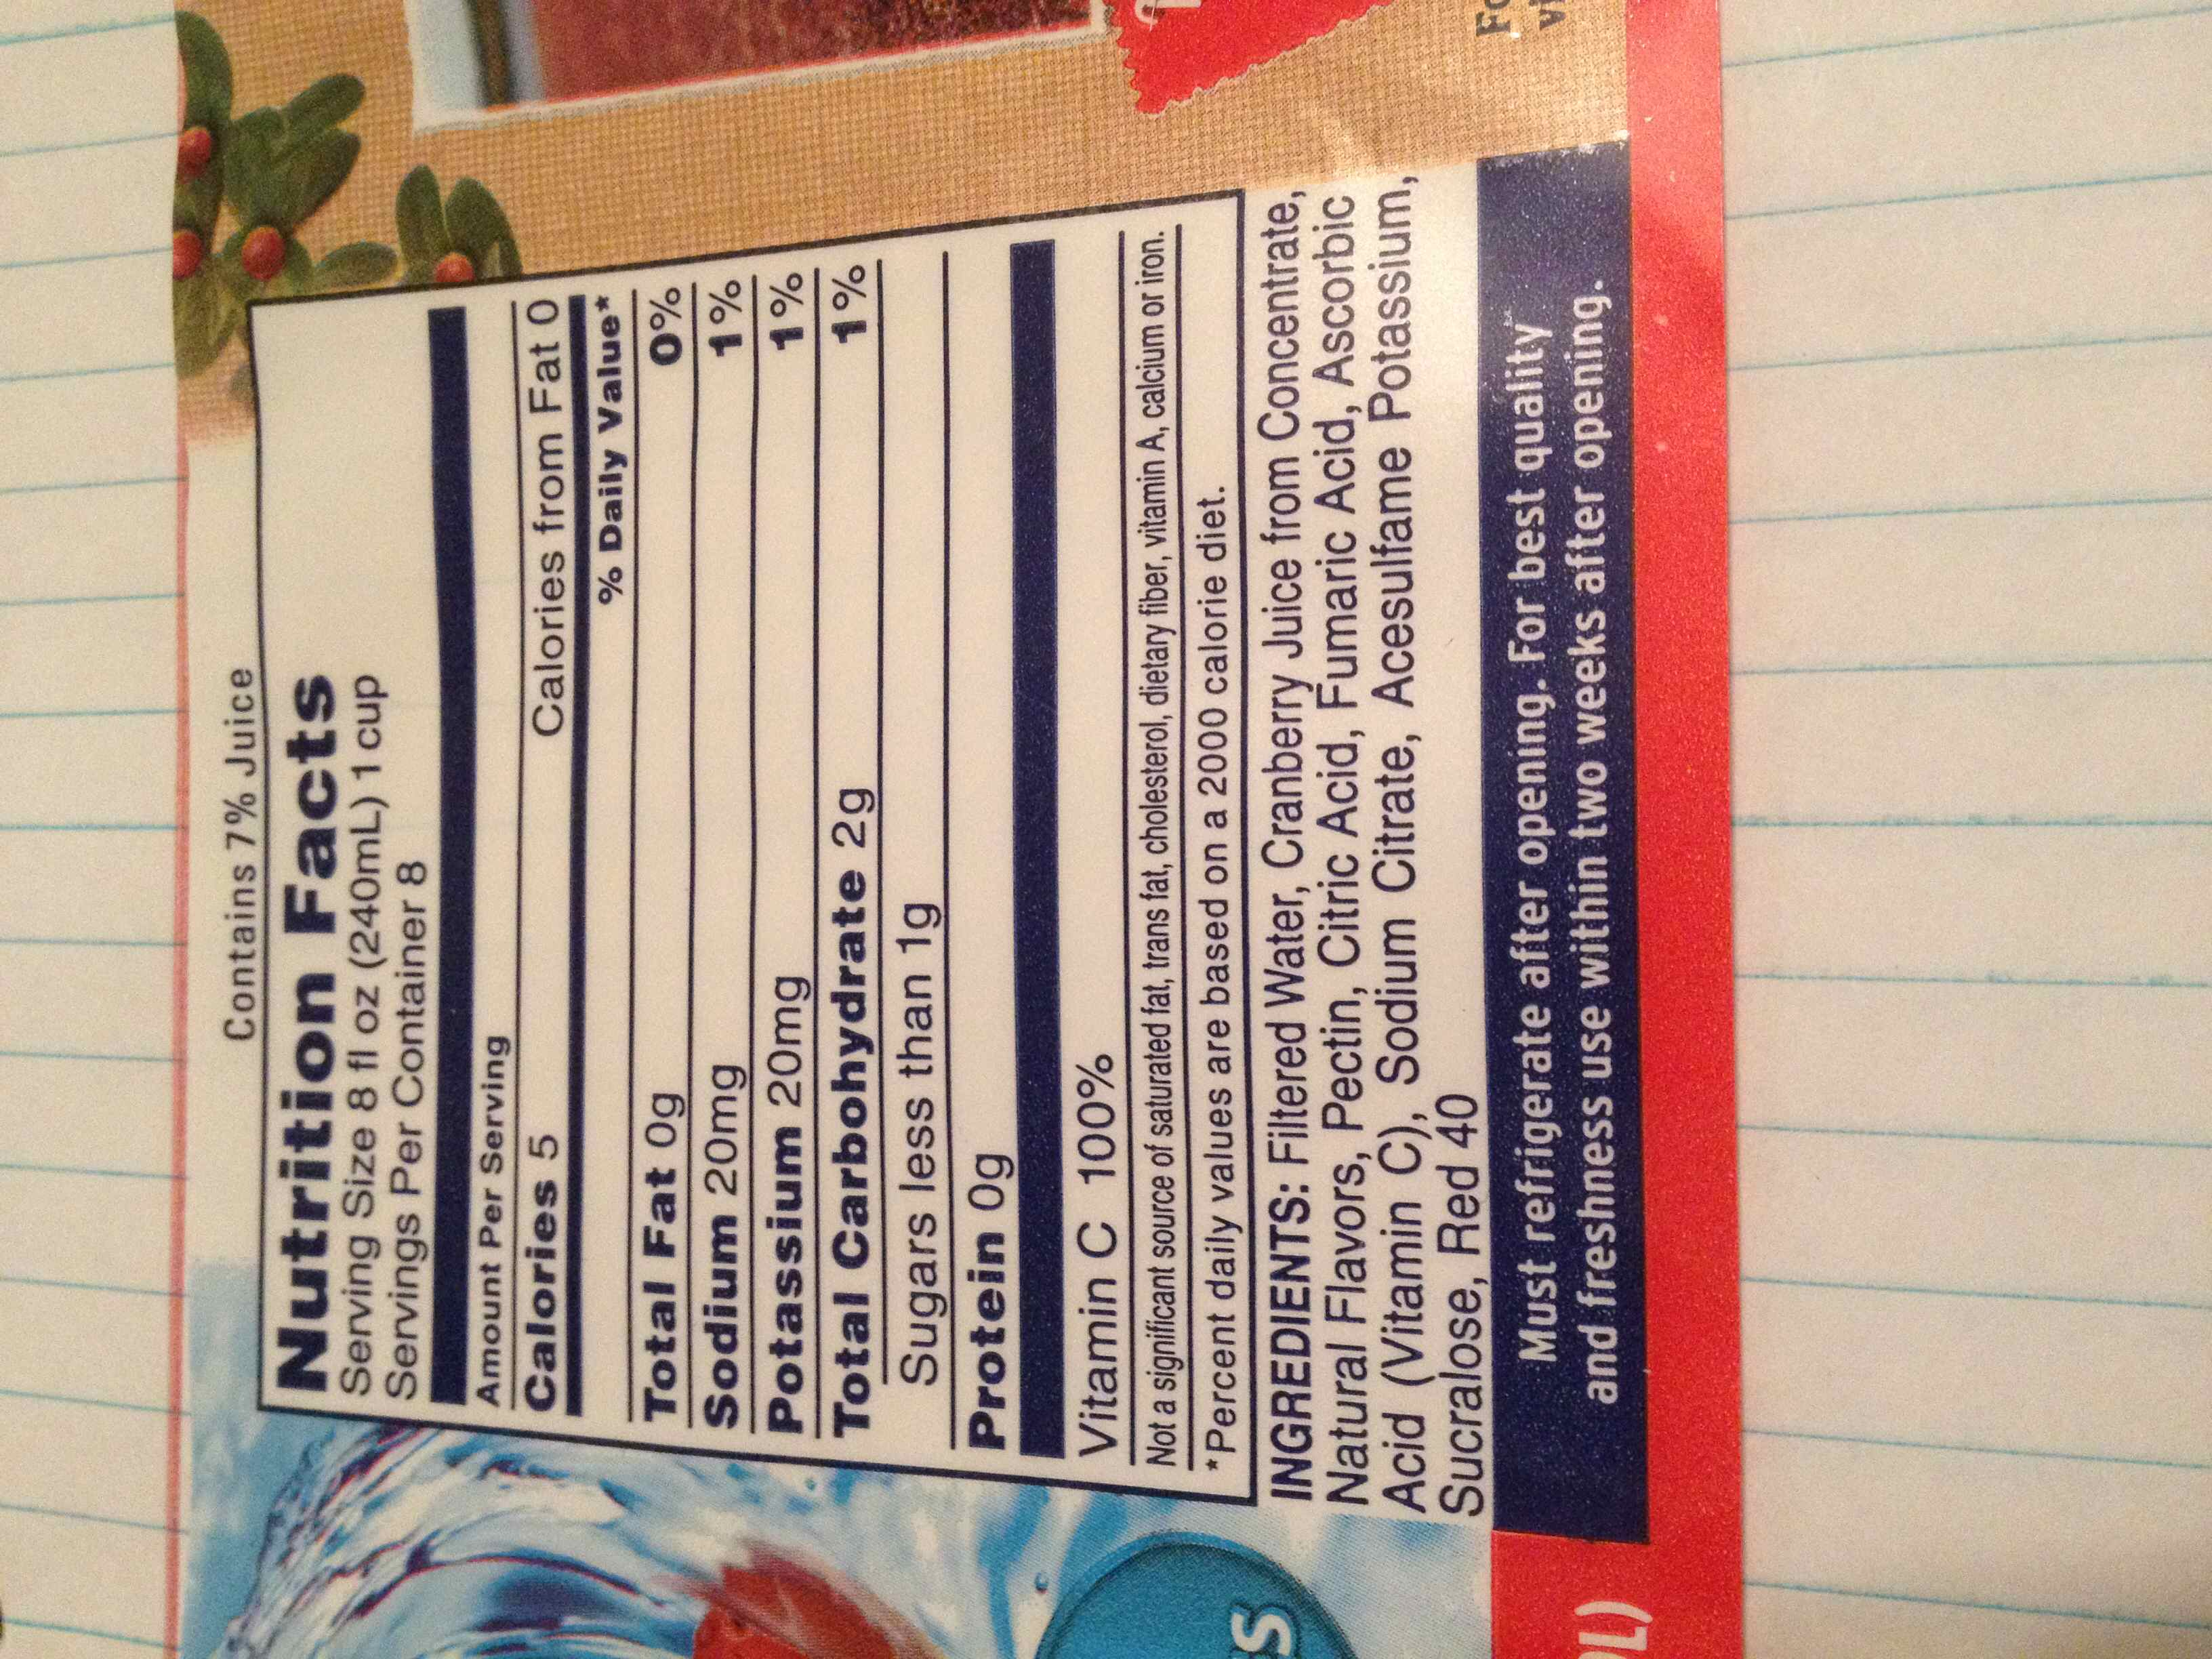 Contains 7% Juice
Nutrition Facts
Serving Size 8 fl oz (240mL) 1 cup
Servings Per Container 8
Amount Per Serving
Calories 5 Calories from Fat 0
% Daily Value*
Total Fat 0g 0%
Sodium 20mg 1%
Potassium 20mg 1%
Total Carbohydrate 2g 1%
Sugars less than 1g
Protein 0g
Vitamin C 100%
Not a significant source of saturated fat, trans fat, cholesterol, dietary fiber, vitamin A, calcium or iron.
*Percent daily values are based on a 2000 calorie diet.
INGREDIENTS: Filtered Water, Cranberry Juice from Concentrate,
Natural Flavors, Pectin, Citric Acid, Fumaric Acid, Ascorbic
Acid (Vitamin C), Sodium Citrate, Acesulfame Potassium,
Sucralose, Red 40
Must refrigerate after opening. For best quality
and freshness use within two weeks after opening.